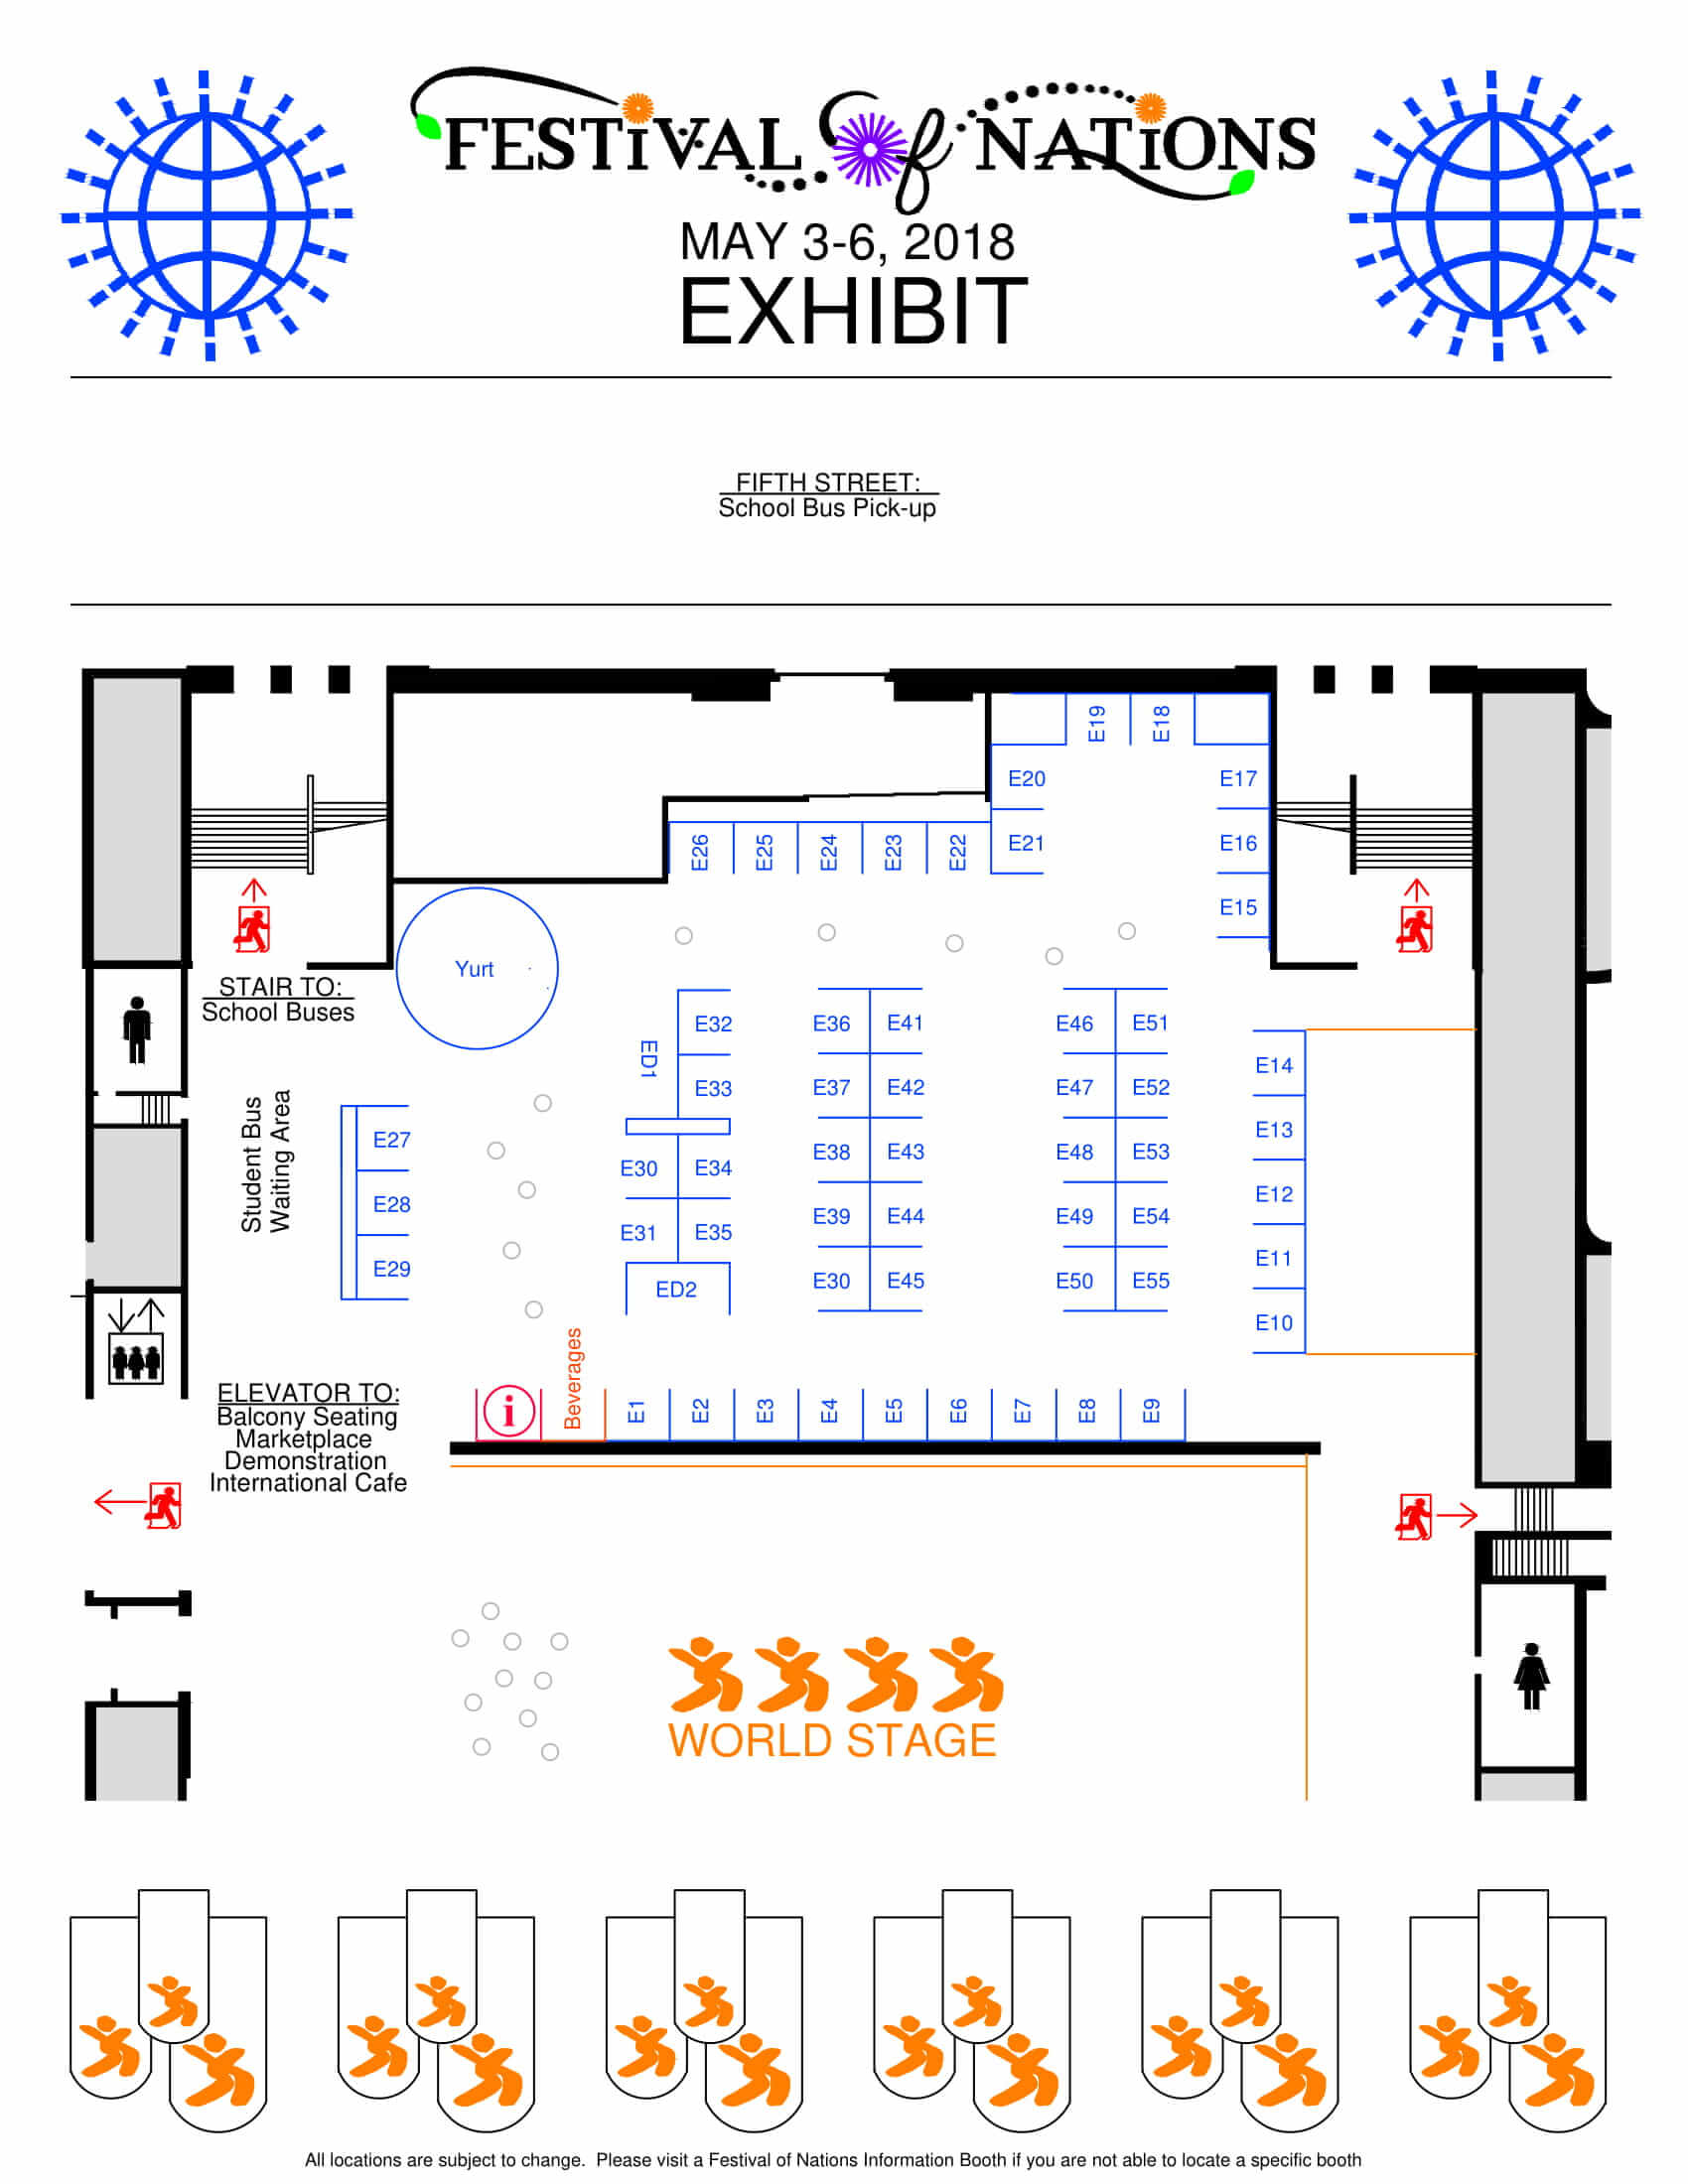 FESTiVAL of NATiONS
MAY 3-6, 2018
EXHIBIT
FIFTH STREET:
School Bus Pick-up
E19
E18
E20
E17
E26
E25
E24
E23
E22
E21
E16
E15
Yurt
STAIR TO:
School Buses
ED1
E32
E36
E41
E46
E51
E14
E33
E37
E42
E47
E52
Student Bus
Waiting Area
E27
E13
E30
E34
E38
E43
E48
E53
E28
E12
E31
E35
E39
E44
E49
E54
E29
E11
ED2
E30
E45
E50
E55
E10
ELEVATOR TO:
Balcony Seating
Marketplace
Demonstration
International Cafe
i
Beverages
E1
E2
E3
E4
E5
E6
E7
E8
E9
WORLD STAGE
All locations are subject to change.  Please visit a Festival of Nations Information Booth if you are not able to locate a specific booth